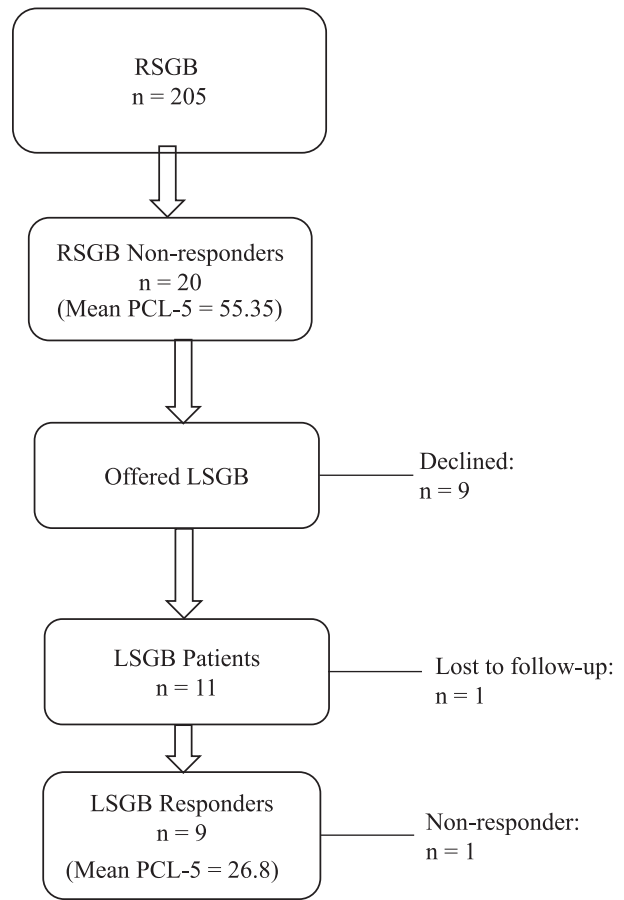 RSGB
n = 205
RSGB Non-responders
n = 20
(Mean PCL-5 = 55.35)
Offered LSGB
Declined:
n = 9
LSGB Patients
n = 11
Lost to follow-up:
n = 1
LSGB Responders
n = 9
(Mean PCL-5 = 26.8)
Non-responder:
n = 1